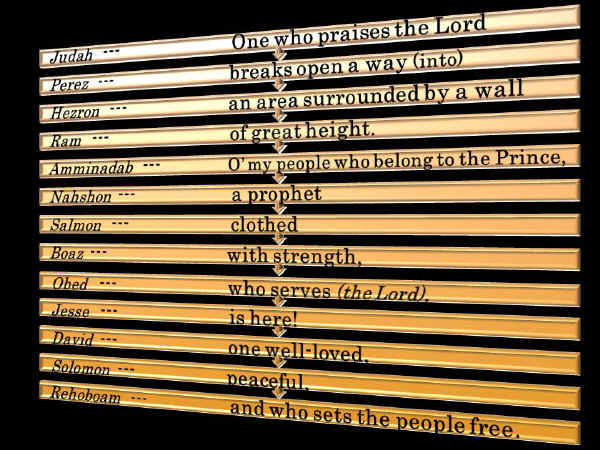 Judah --- One who praises the Lord
Perez --- breaks open a way (into)
Hezron --- an area surrounded by a wall
Ram --- of great height.
Amminadab --- O' my people who belong to the Prince,
Nahshon --- a prophet
Salmon --- clothed
Boaz --- with strength,
Obed --- who serves (the Lord).
Jesse --- is here!
David --- one well-loved,
Solomon --- peaceful,
Rehoboam --- and who sets the people free.